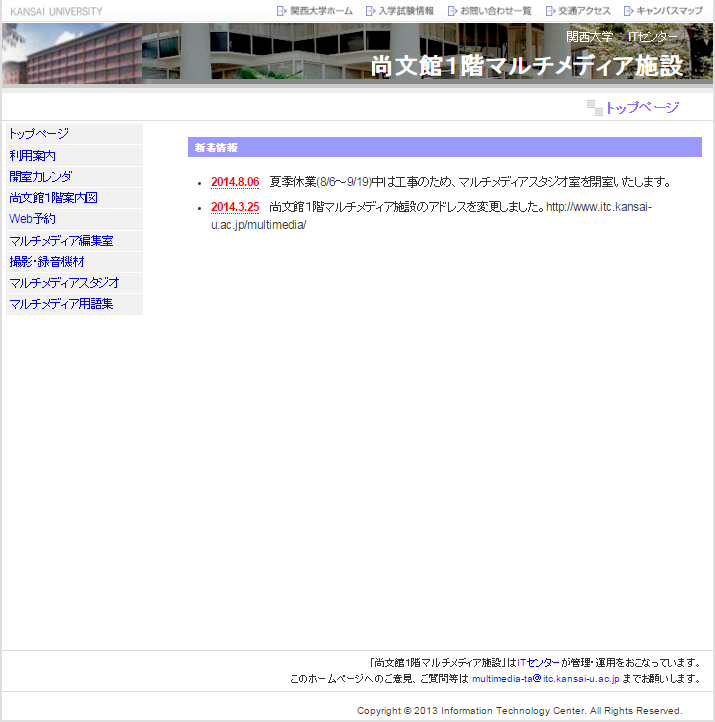 KANSAI UNIVERSITY
関西大学ホーム 入学試験情報 お問い合わせ一覧 交通アクセス キャンパスマップ
関西大学 ITセンター
尚文館1階マルチメディア施設
トップページ
トップページ
利用案内
開室カレンダ
尚文館1階案内図
Web予約
マルチメディア編集室
撮影・録音機材
マルチメディアスタジオ
マルチメディア用語集
新着情報
2014.8.06 夏季休業(8/6～9/19)中は工事のため、マルチメディアスタジオ室を閉室いたします。
2014.3.25 尚文館1階マルチメディア施設のアドレスを変更しました。http://www.itc.kansai-
u.ac.jp/multimedia/
「尚文館1階マルチメディア施設」はITセンターが管理・運用をおこなっています。
このホームページへのご意見、ご質問等は multimedia-ta@itc.kansai-u.ac.jp までお願いします。
Copyright © 2013 Information Technology Center. All Rights Reserved.